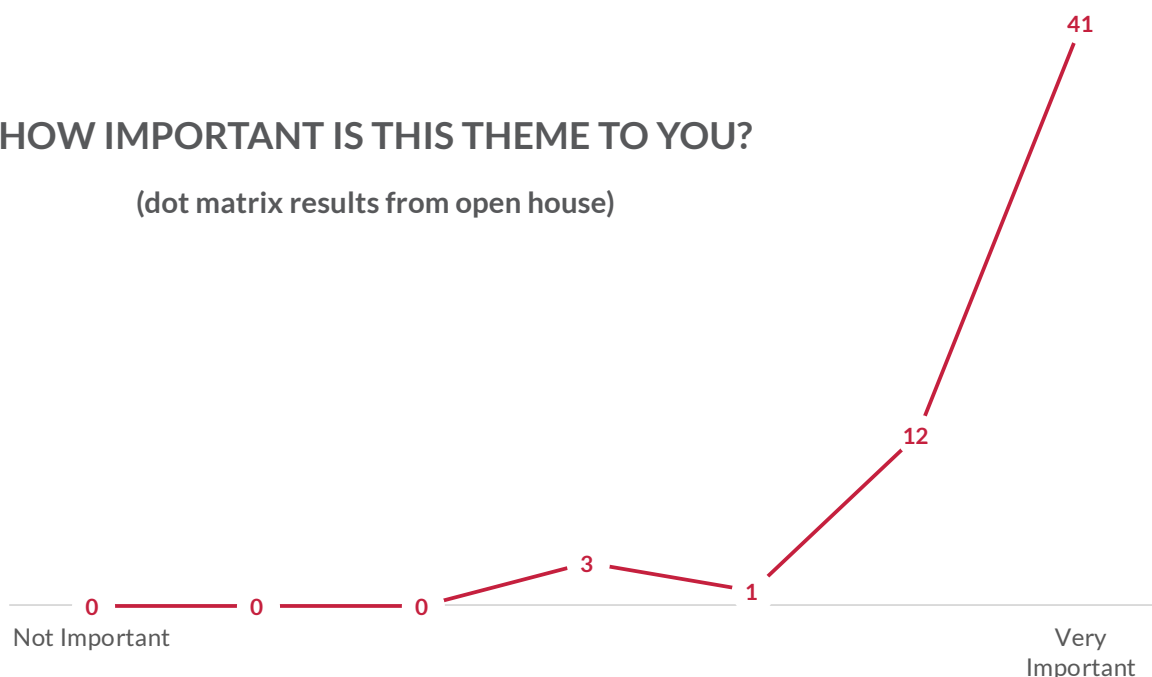 41
HOW IMPORTANT IS THIS THEME TO YOU?
(dot matrix results from open house)
12
3
1
0 0 0
Not Important
Very
Important